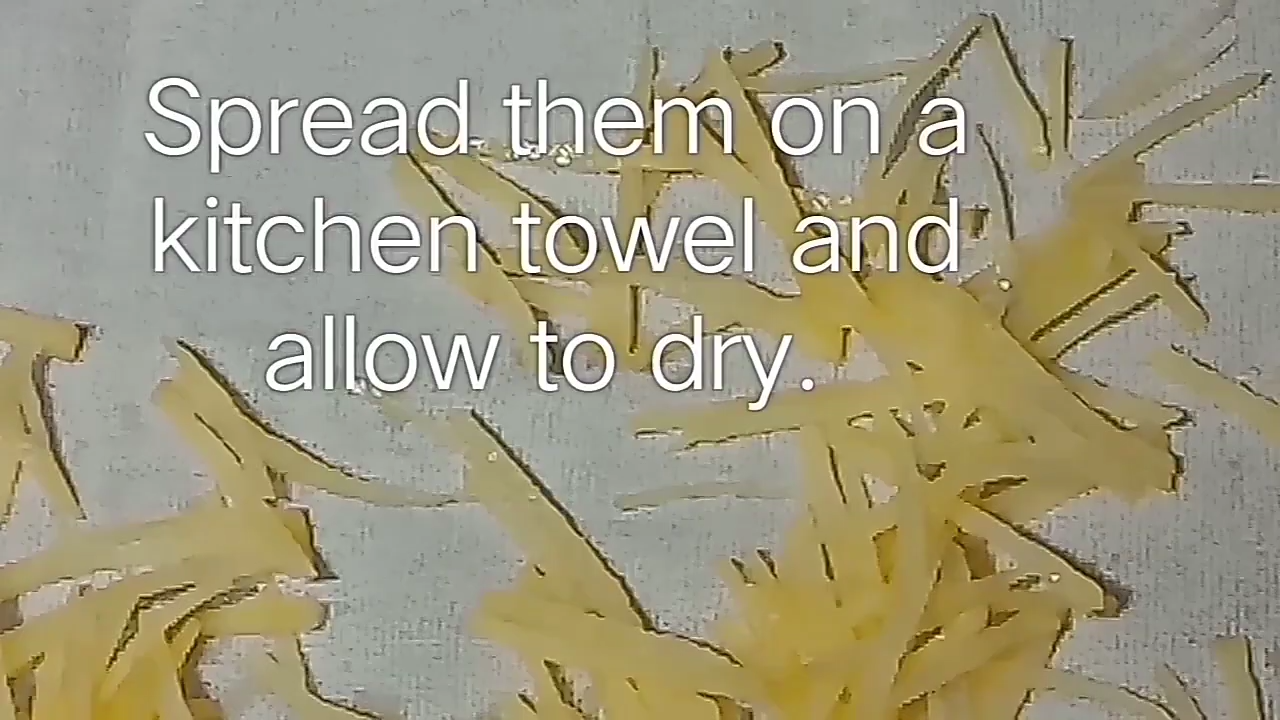 Spread them on a
kitchen towel and
allow to dry.